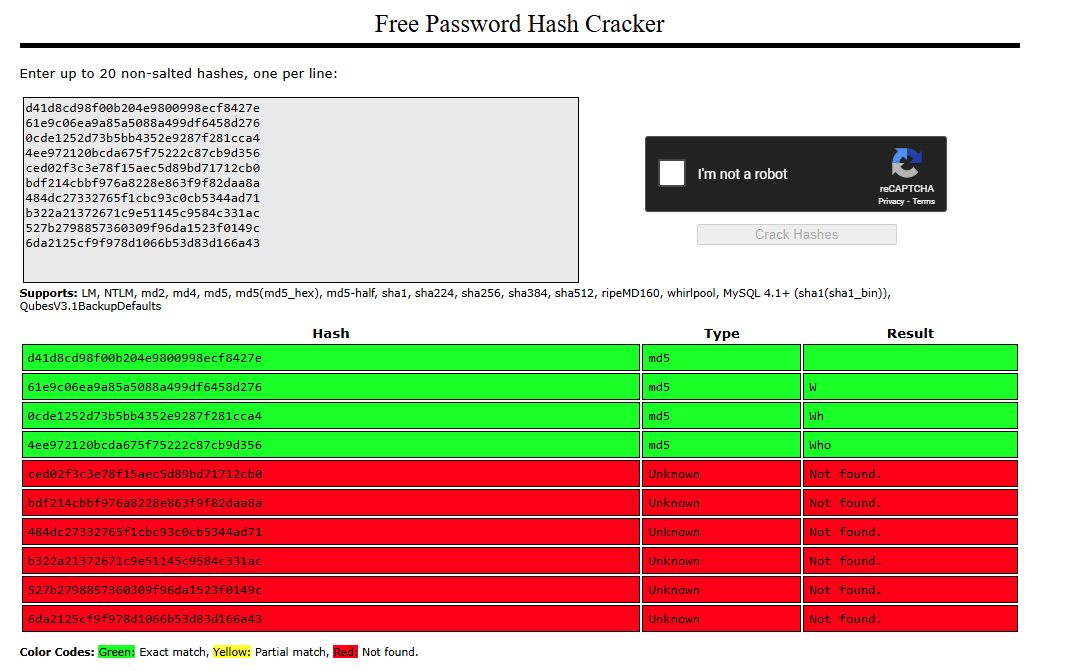 Free Password Hash Cracker
Enter up to 20 non-salted hashes, one per line:
d41d8cd98f00b204e9800998ecf8427e
61e9c06ea9a85a5088a499df6458d276
0cde1252d73b5bb4352e9287f281cca4
4ee972120bcda675f75222c87cb9d356
ced02f3c3e78f15aec5d89bd71712cb0
bdf214cbbf976a8228e863f9f82daa8a
484dc27332765f1cbc93c0cb5344ad71
b322a21372671c9e51145c9584c331ac
527b2798857360309f96da1523f0149c
6da2125cf9f978d1066b53d83d166a43
I'm not a robot
reCAPTCHA
Privacy - Terms
Crack Hashes
Supports: LM, NTLM, md2, md4, md5, md5(md5_hex), md5-half, sha1, sha224, sha256, sha384, sha512, ripeMD160, whirlpool, MySQL 4.1+ (sha1(sha1_bin)),
QubesV3.1BackupDefaults
Hash Type Result
d41d8cd98f00b204e9800998ecf8427e md5
61e9c06ea9a85a5088a499df6458d276 md5 W
0cde1252d73b5bb4352e9287f281cca4 md5 Wh
4ee972120bcda675f75222c87cb9d356 md5 Who
ced02f3c3e78f15aec5d89bd71712cb0 Unknown Not found.
bdf214cbbf976a8228e863f9f82daa8a Unknown Not found.
484dc27332765f1cbc93c0cb5344ad71 Unknown Not found.
b322a21372671c9e51145c9584c331ac Unknown Not found.
527b2798857360309f96da1523f0149c Unknown Not found.
6da2125cf9f978d1066b53d83d166a43 Unknown Not found.
Color Codes: Green: Exact match, Yellow: Partial match, Red: Not found.